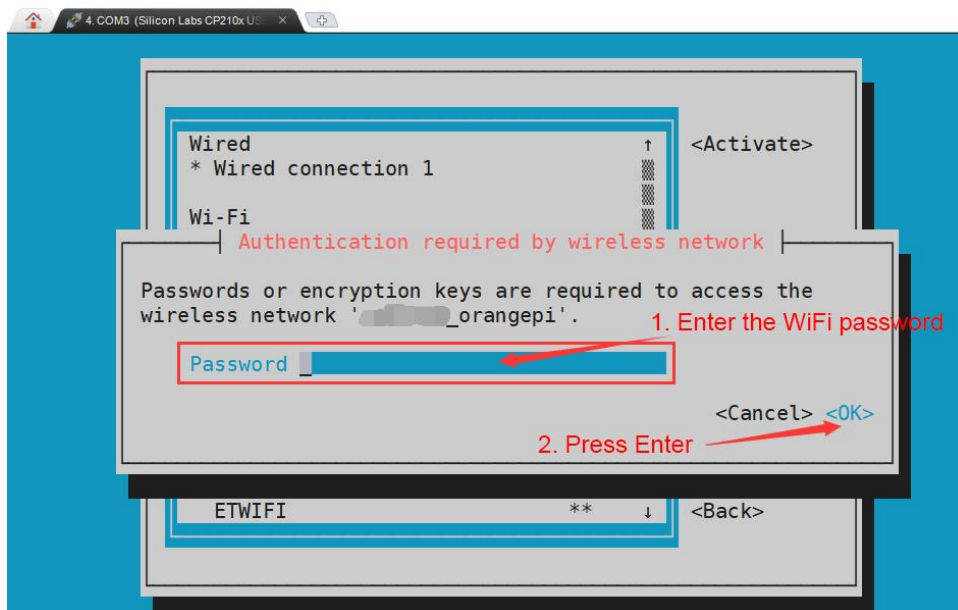 4. COM3 (Silicon Labs CP210x US
Wired
<Activate>
* Wired connection 1
Wi-Fi
Authentication required by wireless network
Passwords or encryption keys are required to access the
wireless network '_orangepi'.
1. Enter the WiFi password
Password
<Cancel> <OK>
2. Press Enter
ETWIFI **
<Back>